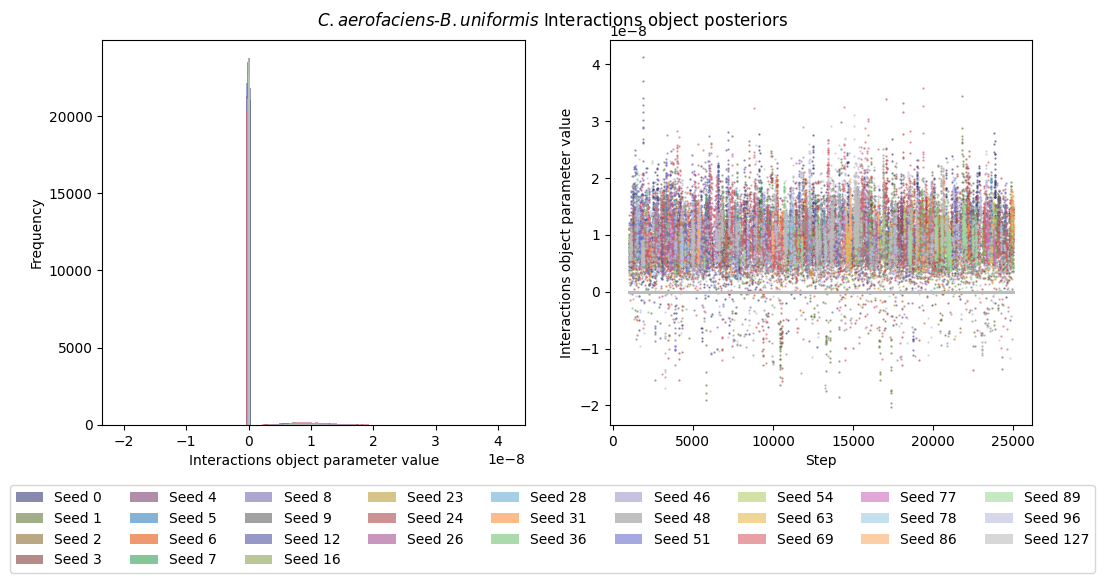 C. aerofaciens-B. uniformis Interactions object posteriors
Frequency
20000
15000
10000
5000
0
−2 −1 0 1 2 3 4
1e−8
Interactions object parameter value
1e−8
Interactions object parameter value
4
3
2
1
0
−1
−2
0 5000 10000 15000 20000 25000
Step
Seed 0 Seed 4 Seed 8 Seed 23 Seed 28 Seed 46 Seed 54 Seed 77 Seed 89
Seed 1 Seed 5 Seed 9 Seed 24 Seed 31 Seed 48 Seed 63 Seed 78 Seed 96
Seed 2 Seed 6 Seed 12 Seed 26 Seed 36 Seed 51 Seed 69 Seed 86 Seed 127
Seed 3 Seed 7 Seed 16